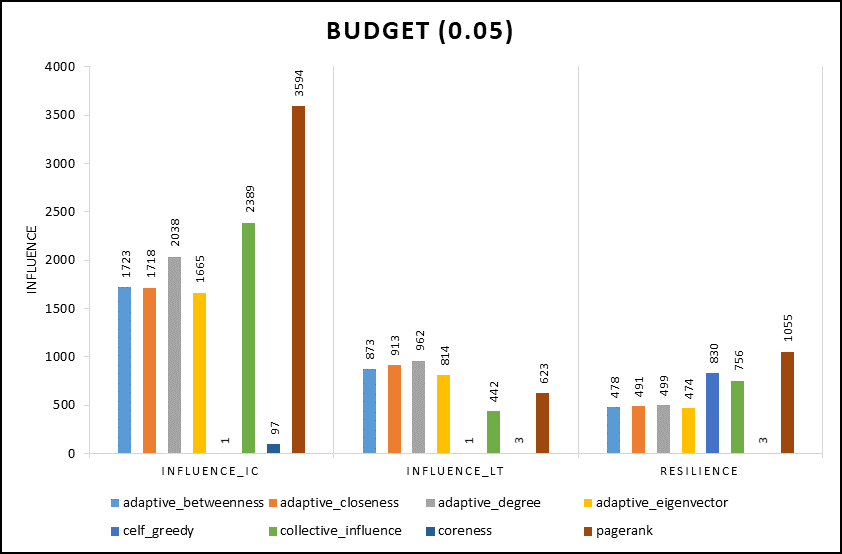 BUDGET (0.05)
INFLUENCE
4000
3500
3000
2500
2000
1500
1000
500
0
1723 1718 2038 1665 1 2389 97 3594
873 913 962 814 1 442 3 623
478 491 499 474 830 756 3 1055
INFLUENCE_IC INFLUENCE_LT RESILIENCE
adaptive_betweenness adaptive_closeness adaptive_degree adaptive_eigenvector
celf_greedy collective_influence coreness pagerank